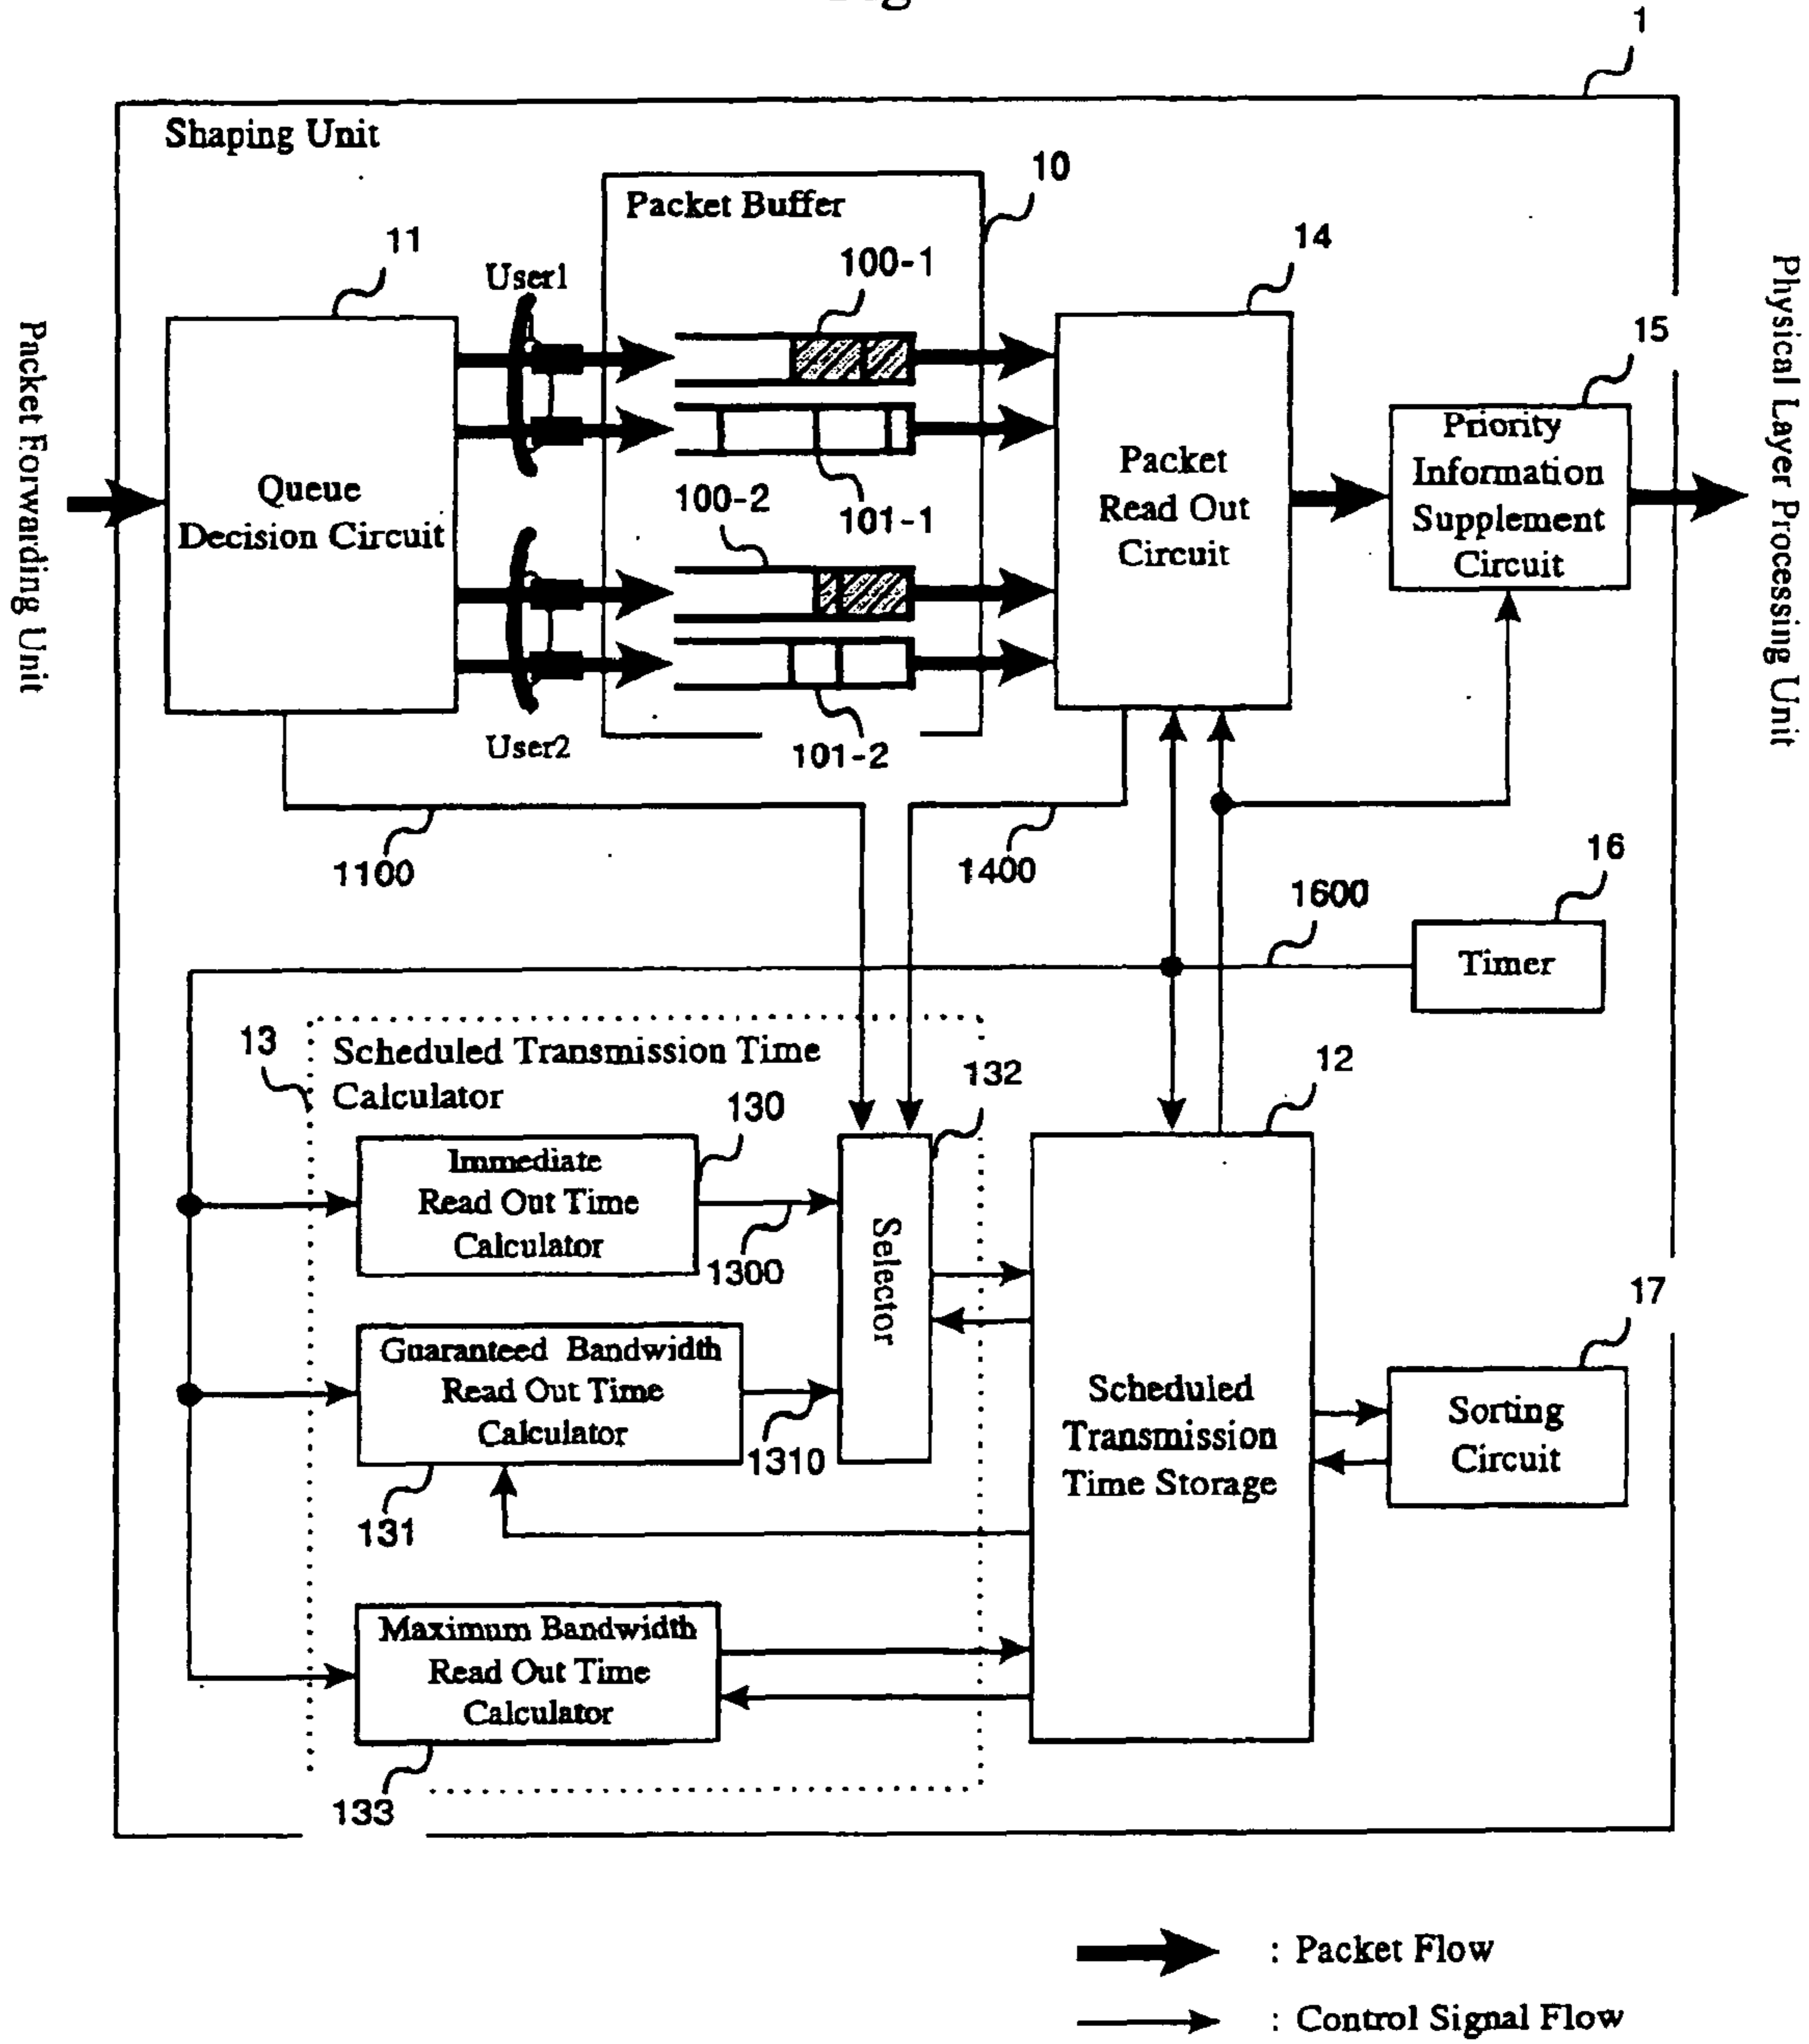 1
Shaping Unit
10
Packet Buffer
11
User1
100-1
14
15
Packet Forwarding Unit
Physical Layer Processing Unit
Queue
Decision Circuit
100-2
101-1
Packet
Read Out
Circuit
Priority
Information
Supplement
Circuit
User2
101-2
1100
1400
16
1600
Timer
13
Scheduled Transmission Time
Calculator
132
12
130
Immediate
Read Out Time
Calculator
1300
Selector
17
Guaranteed Bandwidth
Read Out Time
Calculator
1310
131
Scheduled
Transmission
Time Storage
Sorting
Circuit
Maximum Bandwidth
Read Out Time
Calculator
133
: Packet Flow
: Control Signal Flow